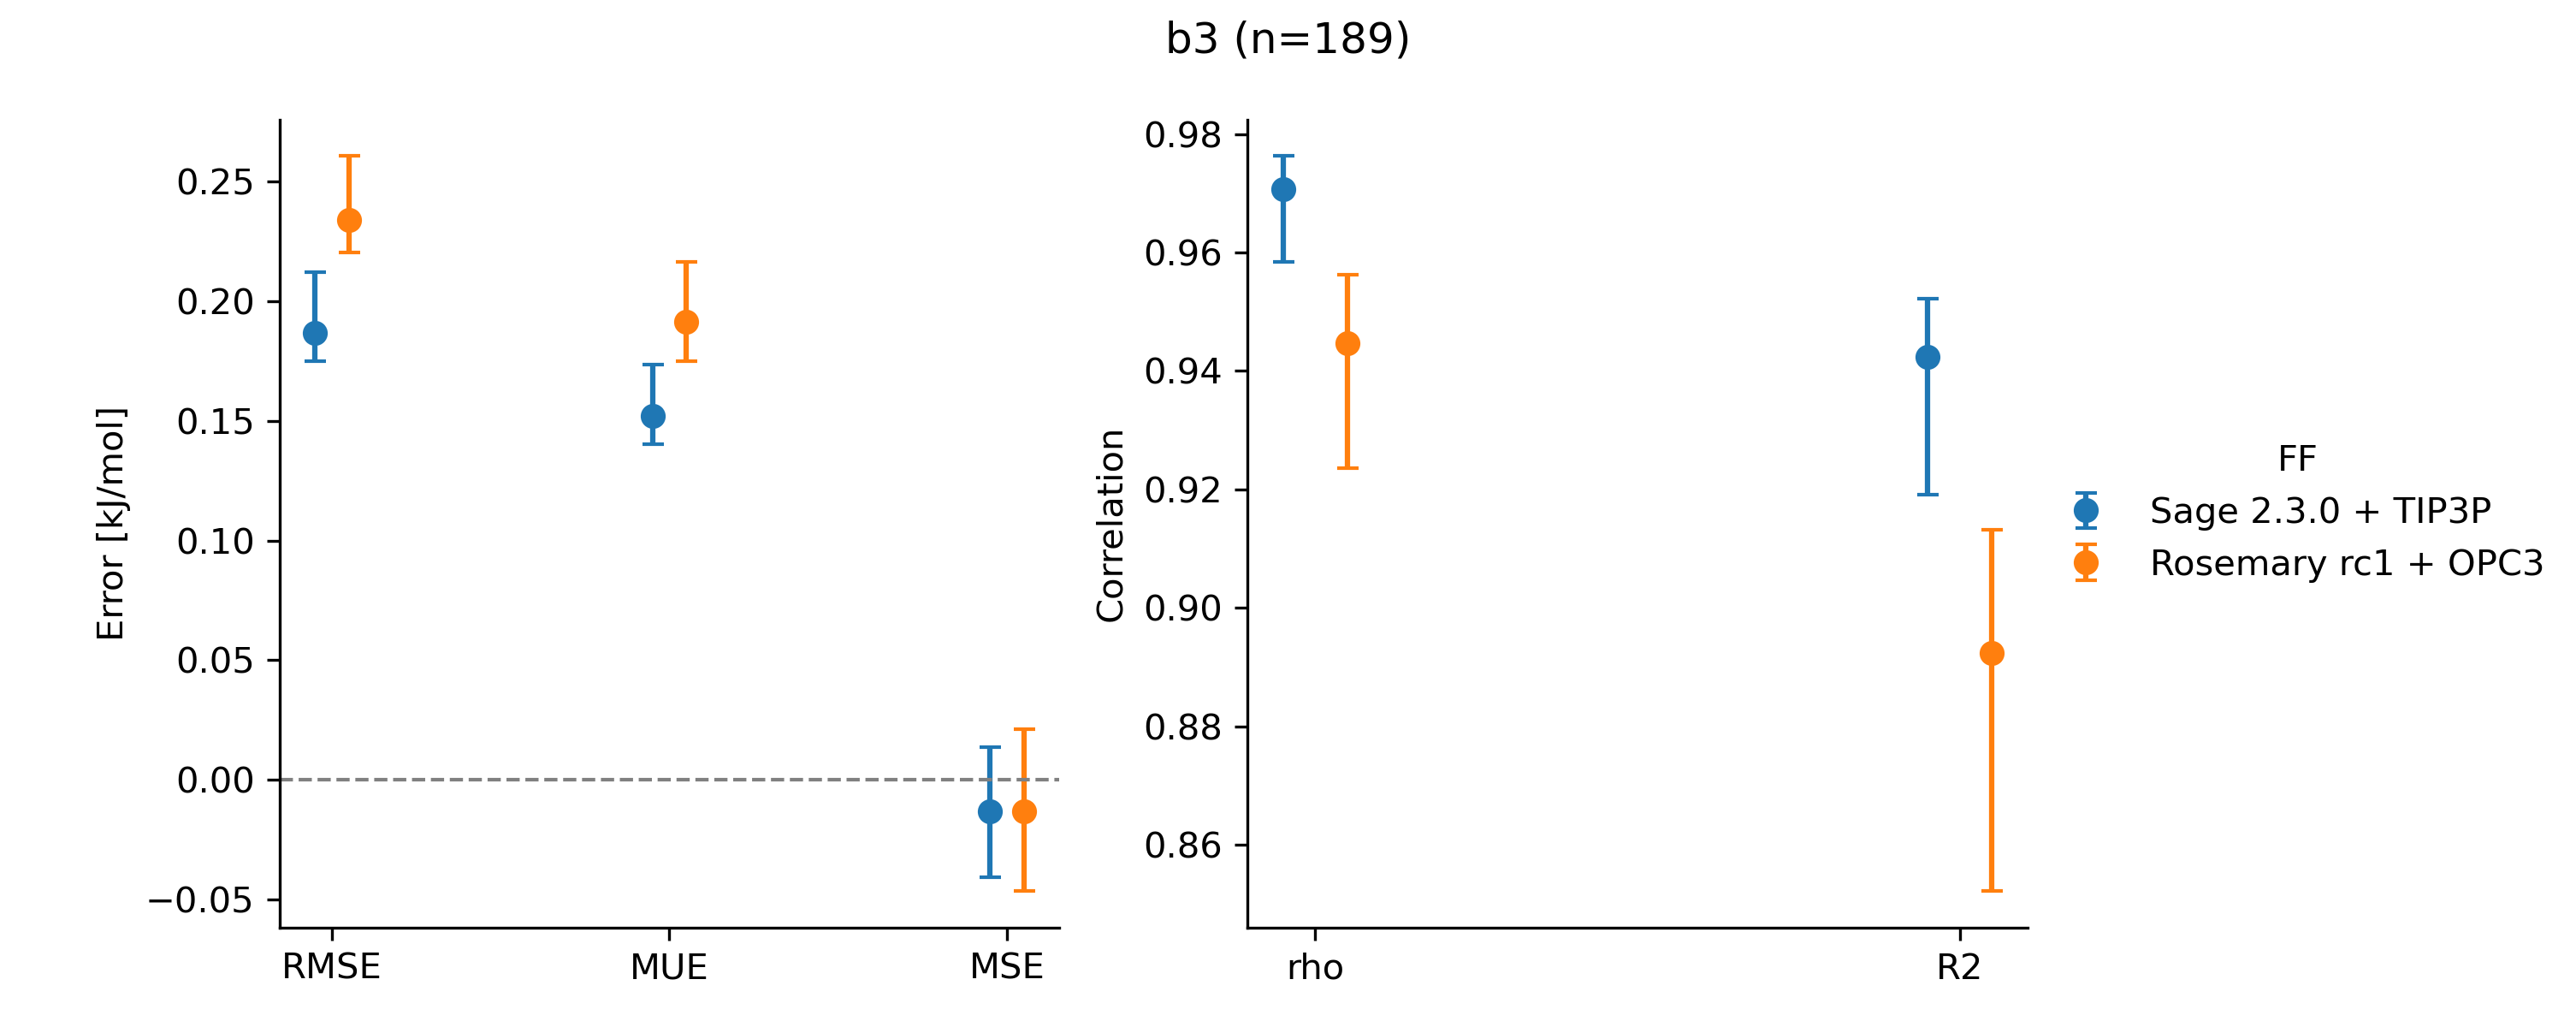 b3 (n=189)
Error [kJ/mol]
0.25
0.20
0.15
0.10
0.05
0.00
−0.05
RMSE
MUE
MSE
Correlation
0.98
0.96
0.94
0.92
0.90
0.88
0.86
rho
R2
FF
Sage 2.3.0 + TIP3P
Rosemary rc1 + OPC3